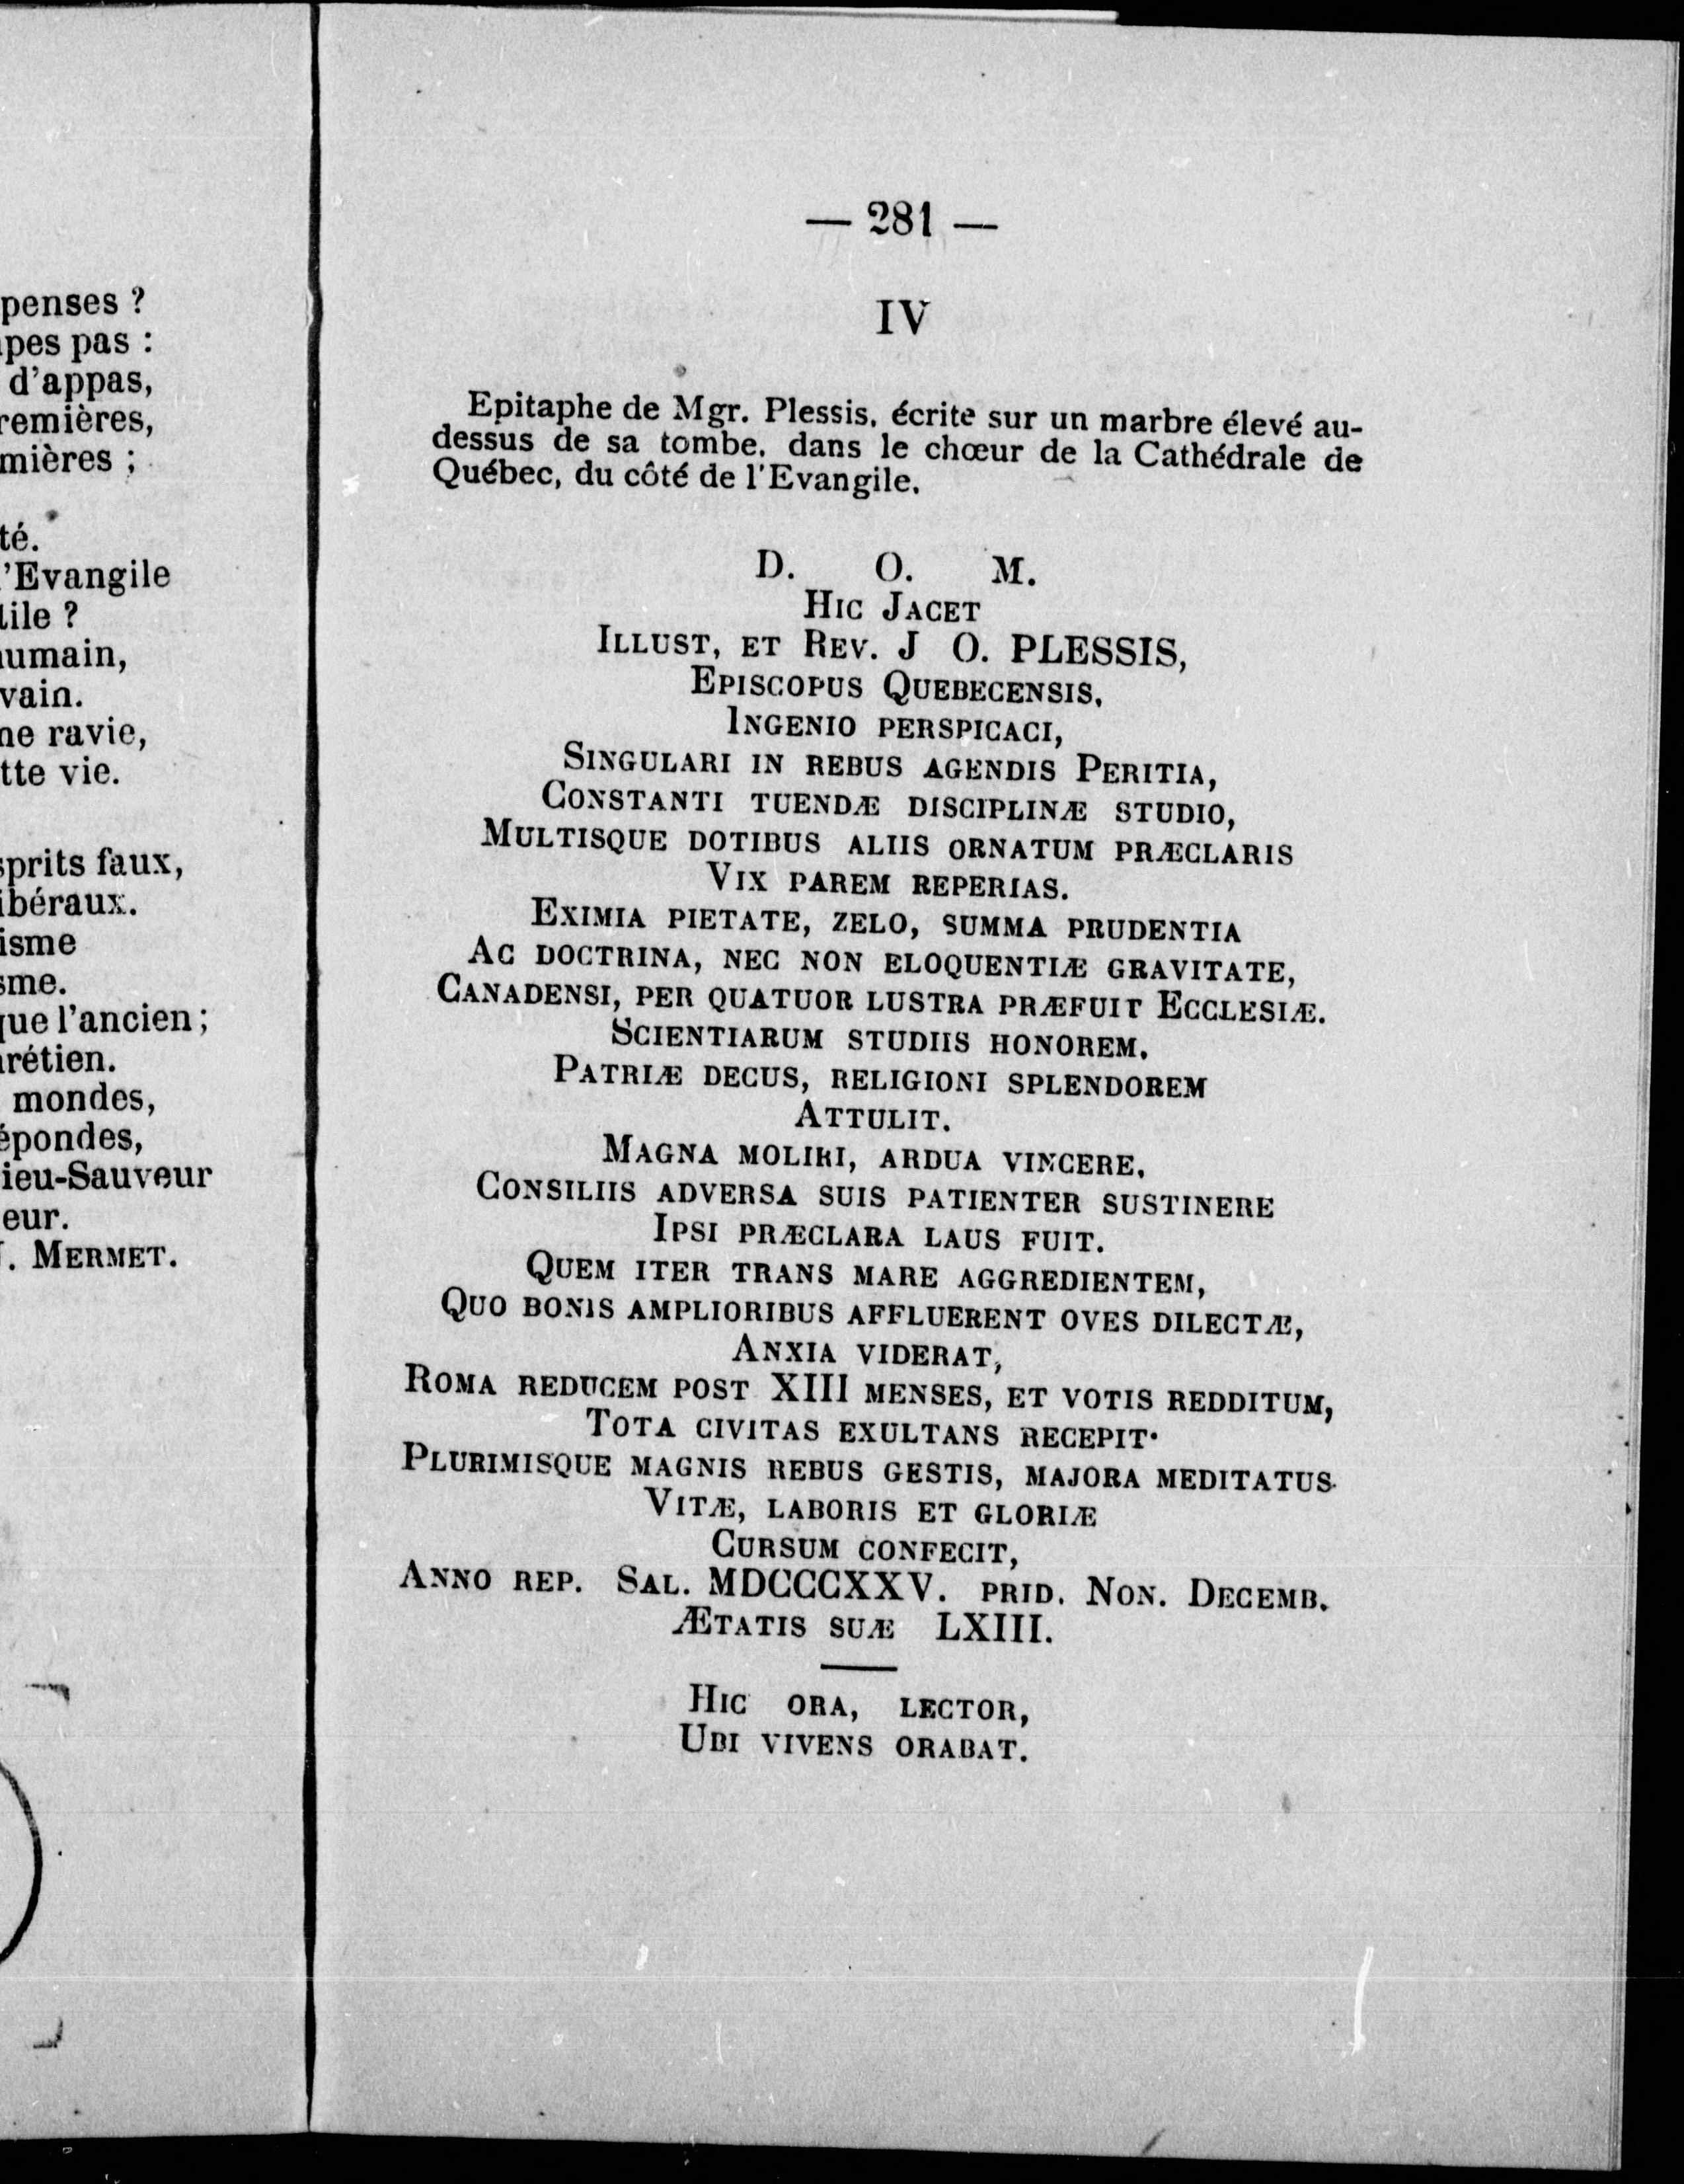 penses ?
pes pas :
d'appas,
remières,
mières ;
té.
'Evangile
tile ?
umain,
vain.
ne ravie,
tte vie.
sprits faux,
ibéraux.
isme
sme.
que l'ancien ;
rétien.
mondes,
épondes,
ieu-Sauveur
eur.
J. MERMET.
— 281 —
IV
Epitaphe de Mgr. Plessis, écrite sur un marbre élevé au-
dessus de sa tombe, dans le chœur de la Cathédrale de
Québec, du côté de l'Evangile.
D. O. M.
HIC JACET
ILLUST, ET REV. J O. PLESSIS,
EPISCOPUS QUEBECENSIS,
INGENIO PERSPICACI,
SINGULARI IN REBUS AGENDIS PERITIA,
CONSTANTI TUENDÆ DISCIPLINÆ STUDIO,
MULTISQUE DOTIBUS ALIIS ORNATUM PRÆCLARIS
VIX PAREM REPERIAS.
EXIMIA PIETATE, ZELO, SUMMA PRUDENTIA
AC DOCTRINA, NEC NON ELOQUENTIÆ GRAVITATE,
CANADENSI, PER QUATUOR LUSTRA PRÆFUIT ECCLESIÆ.
SCIENTIARUM STUDIIS HONOREM,
PATRIÆ DECUS, RELIGIONI SPLENDOREM
ATTULIT.
MAGNA MOLIRI, ARDUA VINCERE,
CONSILIIS ADVERSA SUIS PATIENTER SUSTINERE
IPSI PRÆCLARA LAUS FUIT.
QUEM ITER TRANS MARE AGGREDIENTEM,
QUO BONIS AMPLIORIBUS AFFLUERENT OVES DILECTÆ,
ANXIA VIDERAT,
ROMA REDUCEM POST XIII MENSES, ET VOTIS REDDITUM,
TOTA CIVITAS EXULTANS RECEPIT.
PLURIMISQUE MAGNIS REBUS GESTIS, MAJORA MEDITATUS.
VITÆ, LABORIS ET GLORIÆ
CURSUM CONFECIT,
ANNO REP. SAL. MDCCCXXV. PRID. NON. DECEMB.
ÆTATIS SUÆ LXIII.
HIC ORA, LECTOR,
UBI VIVENS ORABAT.